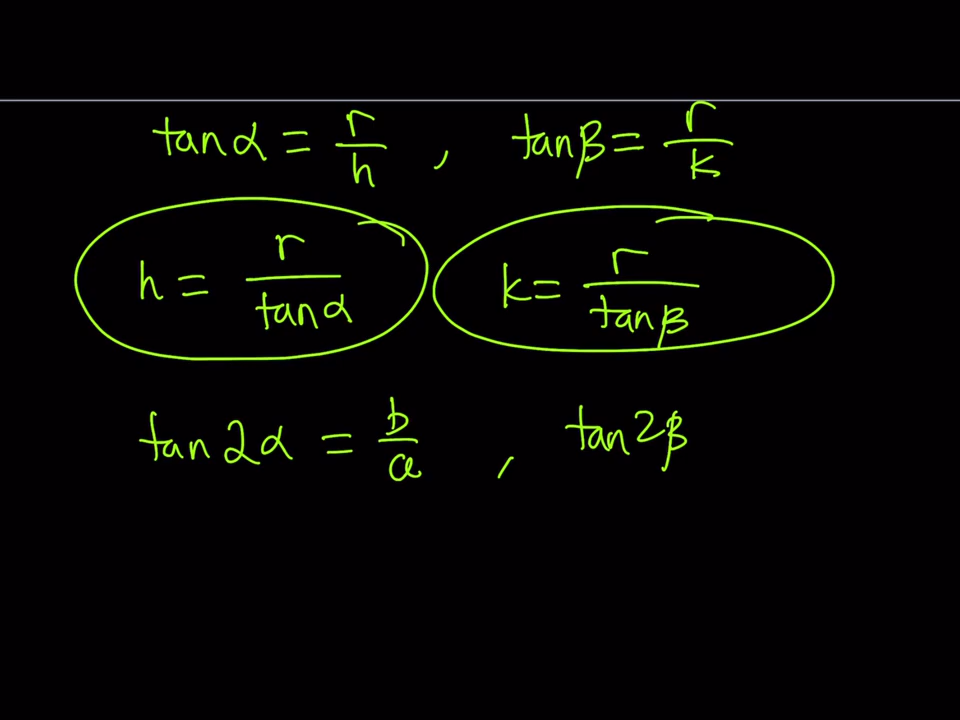 tanα = r/h , tanβ = r/k
h = r/tanα k = r/tanβ
tan2α = b/a , tan2β